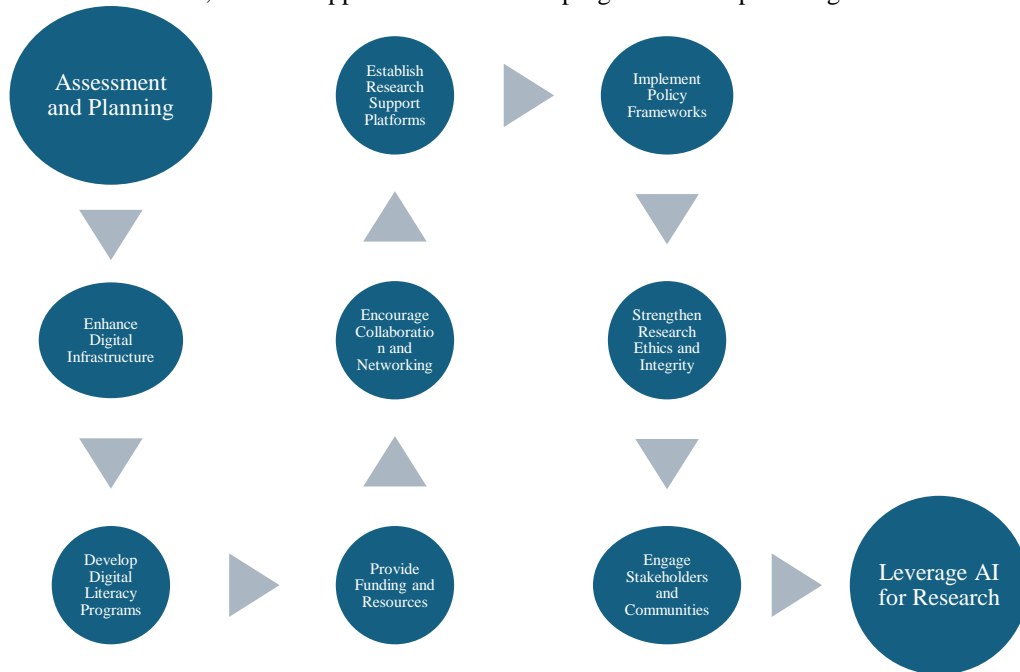 Assessment
and Planning
Enhance
Digital
Infrastructure
Develop
Digital
Literacy
Programs
Provide
Funding and
Resources
Encourage
Collaboratio
n and
Networking
Establish
Research
Support
Platforms
Implement
Policy
Frameworks
Strengthen
Research
Ethics and
Integrity
Engage
Stakeholders
and
Communities
Leverage AI
for Research